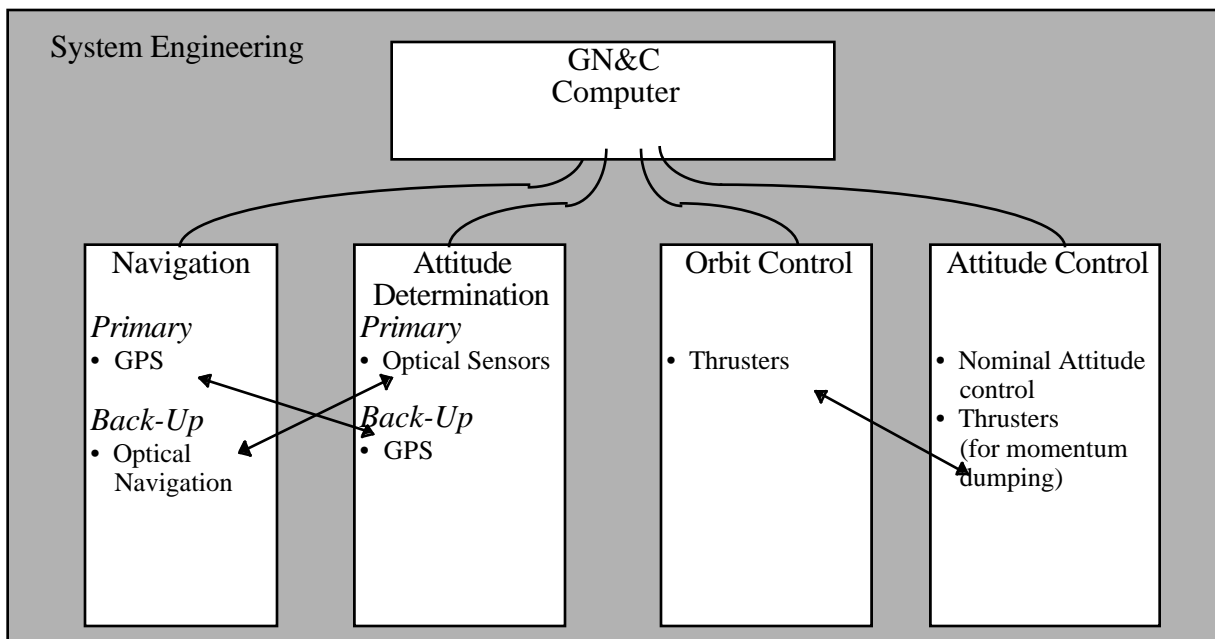 System Engineering
GN&C
Computer
Navigation
Primary
• GPS
Back-Up
• Optical
Navigation
Attitude
Determination
Primary
• Optical Sensors
Back-Up
• GPS
Orbit Control
• Thrusters
Attitude Control
• Nominal Attitude
control
• Thrusters
(for momentum
dumping)